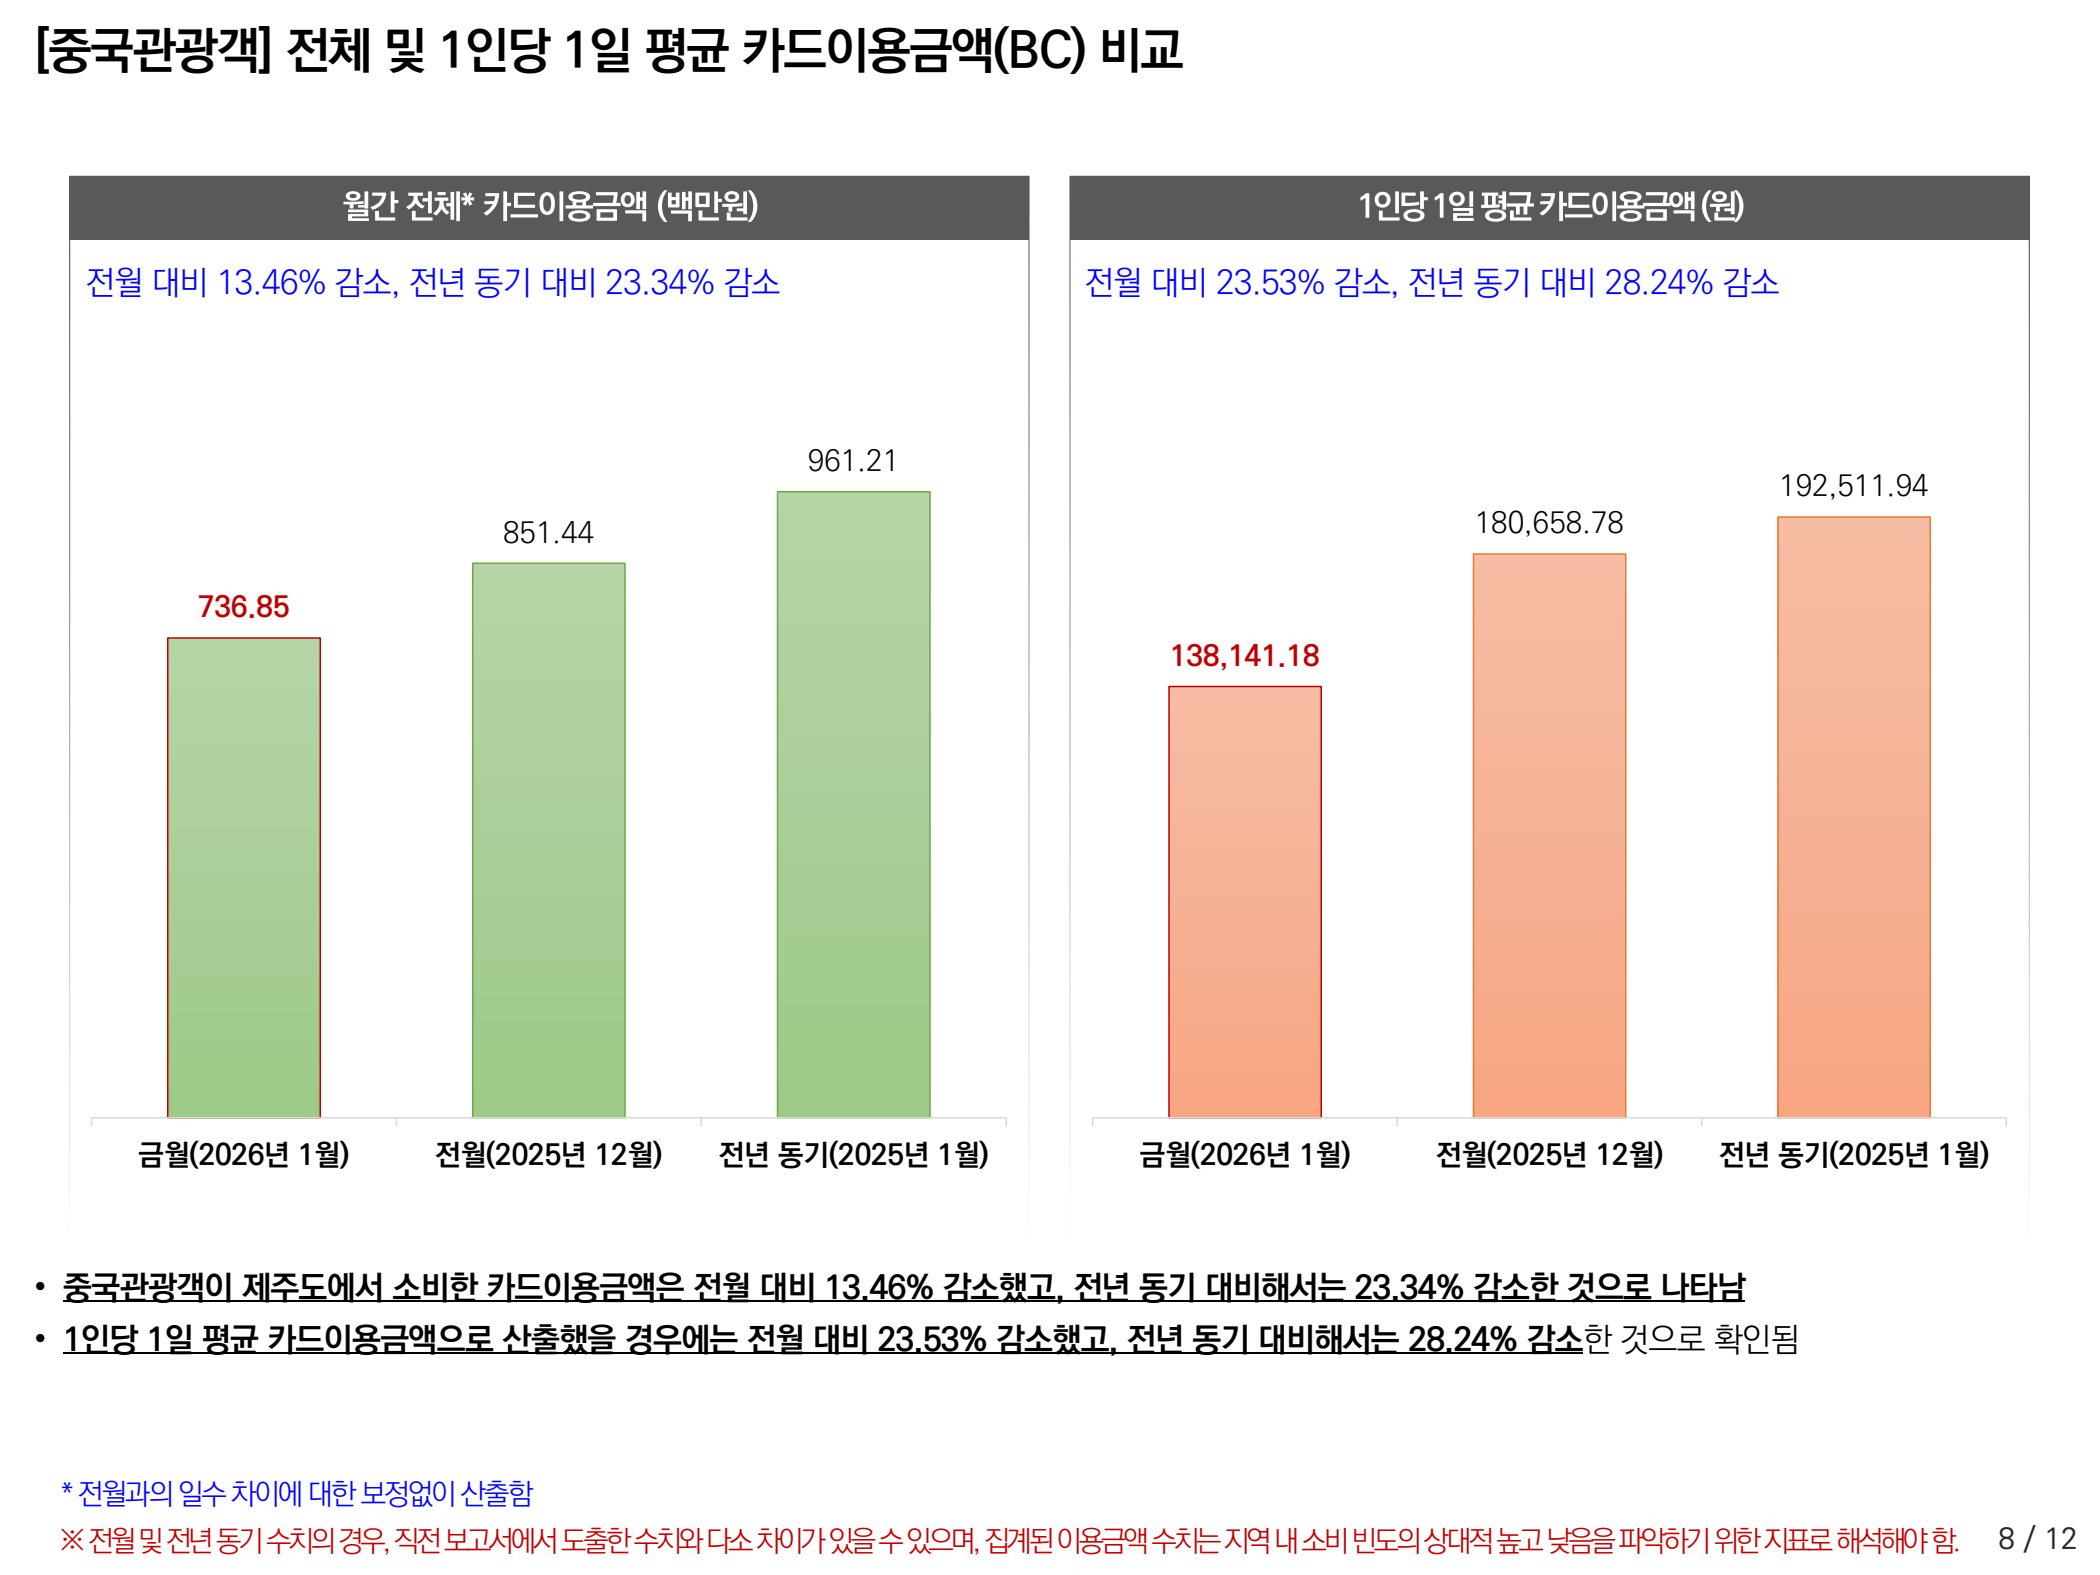 [중국관광객] 전체 및 1인당 1일 평균 카드이용금액(BC) 비교
월간 전체* 카드이용금액 (백만원)
전월 대비 13.46% 감소, 전년 동기 대비 23.34% 감소
961.21
851.44
736.85
금월(2026년 1월)
전월(2025년 12월)
전년 동기(2025년 1월)
1인당 1일 평균 카드이용금액 (원)
전월 대비 23.53% 감소, 전년 동기 대비 28.24% 감소
192,511.94
180,658.78
138,141.18
금월(2026년 1월)
전월(2025년 12월)
전년 동기(2025년 1월)
• 중국관광객이 제주도에서 소비한 카드이용금액은 전월 대비 13.46% 감소했고, 전년 동기 대비해서는 23.34% 감소한 것으로 나타남
• 1인당 1일 평균 카드이용금액으로 산출했을 경우에는 전월 대비 23.53% 감소했고, 전년 동기 대비해서는 28.24% 감소한 것으로 확인됨
* 전월과의 일수 차이에 대한 보정없이 산출함
※ 전월 및 전년 동기 수치의 경우, 직전 보고서에서 도출한 수치와 다소 차이가 있을 수 있으며, 집계된 이용금액 수치는 지역 내 소비 빈도의 상대적 높고 낮음을 파악하기 위한 지표로 해석해야 함.
8 / 12